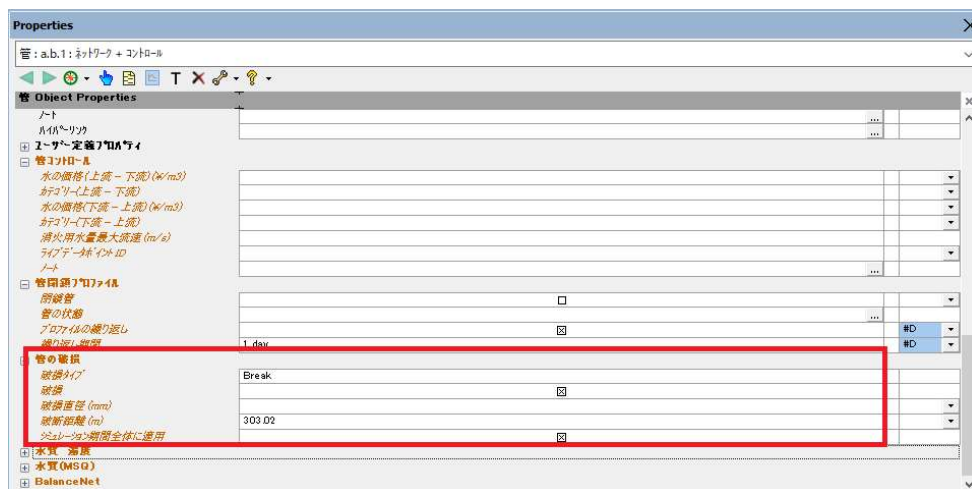 Properties
管 : a.b.1 : ﾈｯﾄﾜｰｸ + ｺﾝﾄﾛｰﾙ
管 Object Properties
ﾉｰﾄ
ﾊｲﾊﾟｰﾘﾝｸ
ﾕｰｻﾞｰ定義ﾌﾟﾛﾊﾟﾃｨ
管ｺﾝﾄﾛｰﾙ
水の価格(上流 – 下流)(¥/m3)
ｶﾃｺﾞﾘｰ(上流 – 下流)
水の価格(下流 – 上流)(¥/m3)
ｶﾃｺﾞﾘｰ(下流 – 上流)
消火用水量最大流速(m/s)
ﾗｲﾌﾞﾃﾞｰﾀﾎﾟｲﾝﾄ ID
ﾉｰﾄ
管閉鎖ﾌﾟﾛﾌｧｲﾙ
閉鎖管
管の状態
ﾌﾟﾛﾌｧｲﾙの繰り返し #D
繰り返し期間 1 day #D
管の破損
破損ﾀｲﾌﾟ Break
破損
破損直径(mm)
破断距離(m) 303.02
ｼﾐｭﾚｰｼｮﾝ期間全体に適用
水質 濁度
水質(MSQ)
BalanceNet